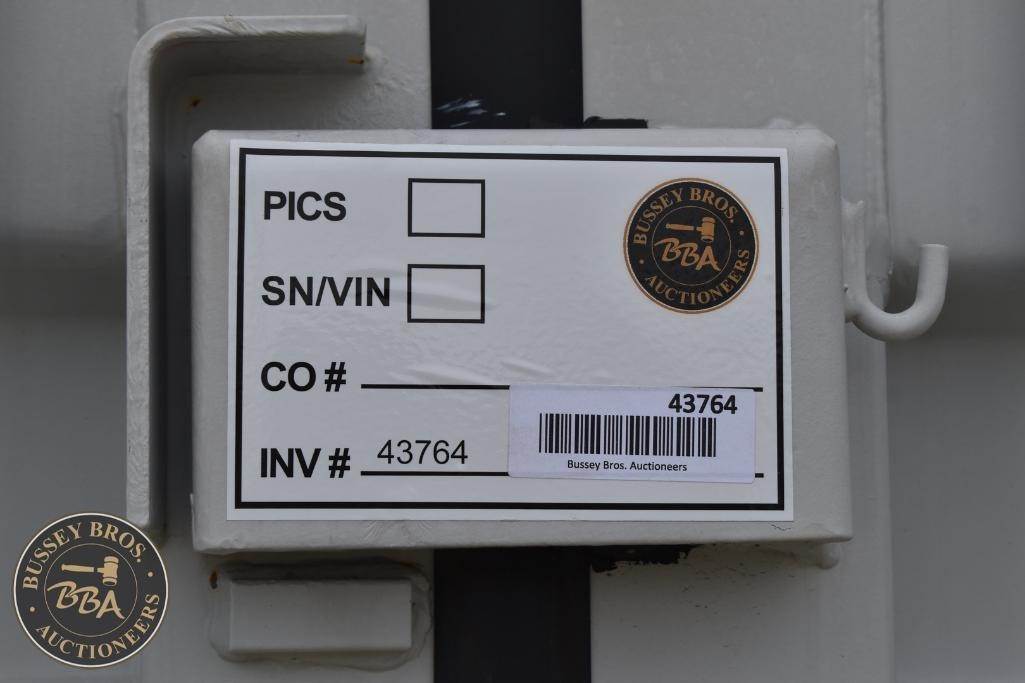 PICS
BUSSEY BROS.
BBA
AUCTIONEERS
SN/VIN
CO #
43764
INV # 43764
Bussey Bros. Auctioneers
BUSSEY BROS.
BBA
AUCTIONEERS